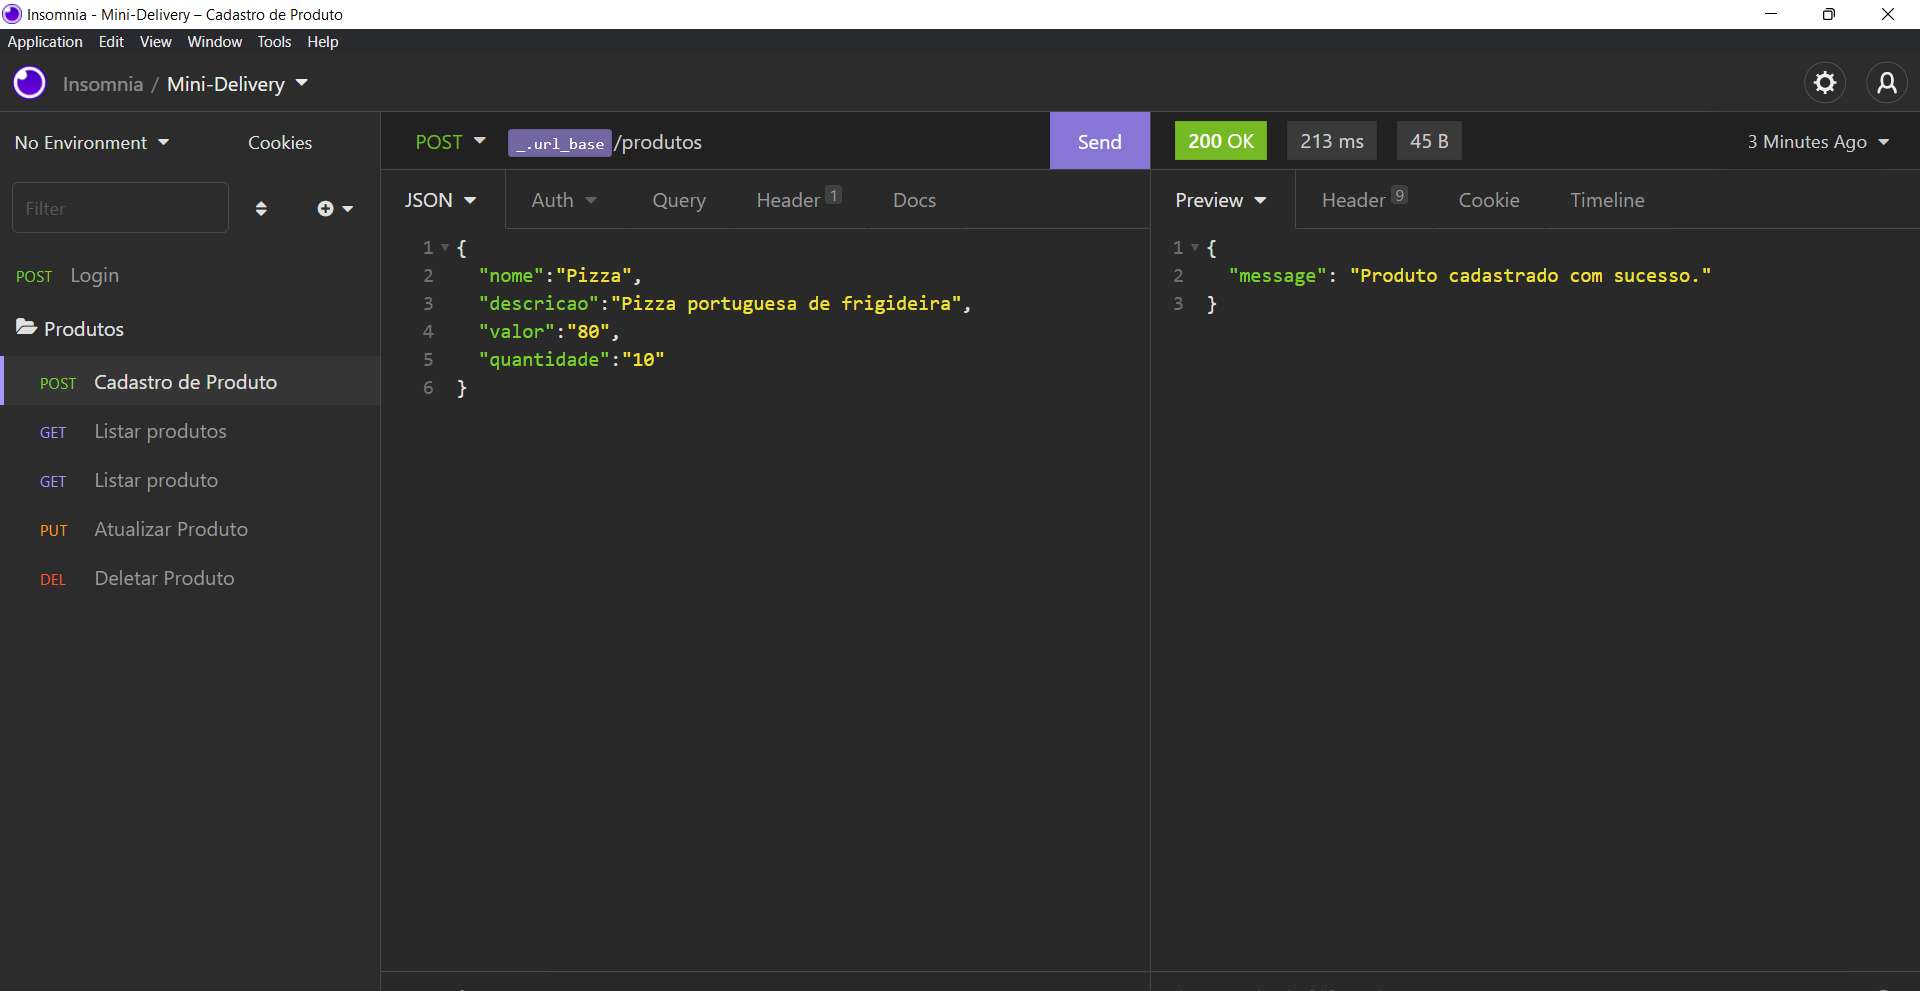 Insomnia - Mini-Delivery – Cadastro de Produto
Application Edit View Window Tools Help
Insomnia / Mini-Delivery
No Environment Cookies
Filter
POST Login
Produtos
POST Cadastro de Produto
GET Listar produtos
GET Listar produto
PUT Atualizar Produto
DEL Deletar Produto
POST _.url_base /produtos Send
JSON Auth Query Header 1 Docs
1 {
2 "nome":"Pizza",
3 "descricao":"Pizza portuguesa de frigideira",
4 "valor":"80",
5 "quantidade":"10"
6 }
200 OK 213 ms 45 B 3 Minutes Ago
Preview Header 9 Cookie Timeline
1 {
2 "message": "Produto cadastrado com sucesso."
3 }